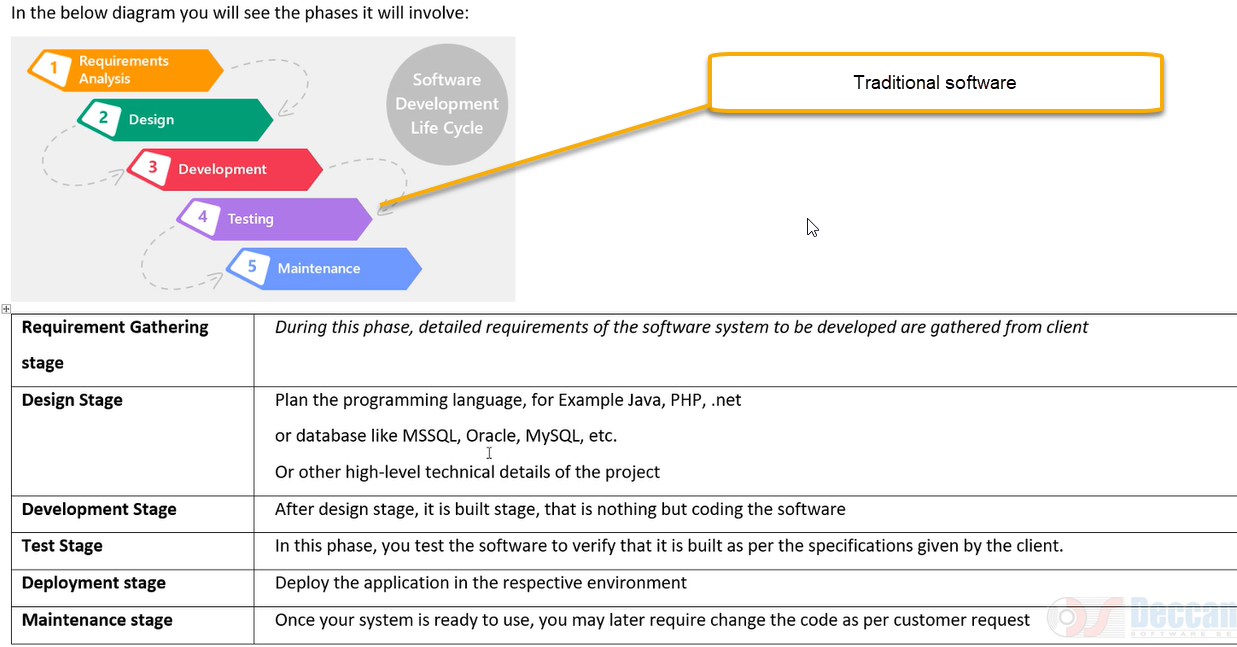 In the below diagram you will see the phases it will involve:
1
Requirements
Analysis
Software
Development
Life Cycle
Traditional software
2
Design
3
Development
4
Testing
5
Maintenance
Requirement Gathering
stage
During this phase, detailed requirements of the software system to be developed are gathered from client
Design Stage
Plan the programming language, for Example Java, PHP, .net
or database like MSSQL, Oracle, MySQL, etc.
Or other high-level technical details of the project
Development Stage
After design stage, it is built stage, that is nothing but coding the software
Test Stage
In this phase, you test the software to verify that it is built as per the specifications given by the client.
Deployment stage
Deploy the application in the respective environment
Maintenance stage
Once your system is ready to use, you may later require change the code as per customer request
Deccan
SOFTWARE SE